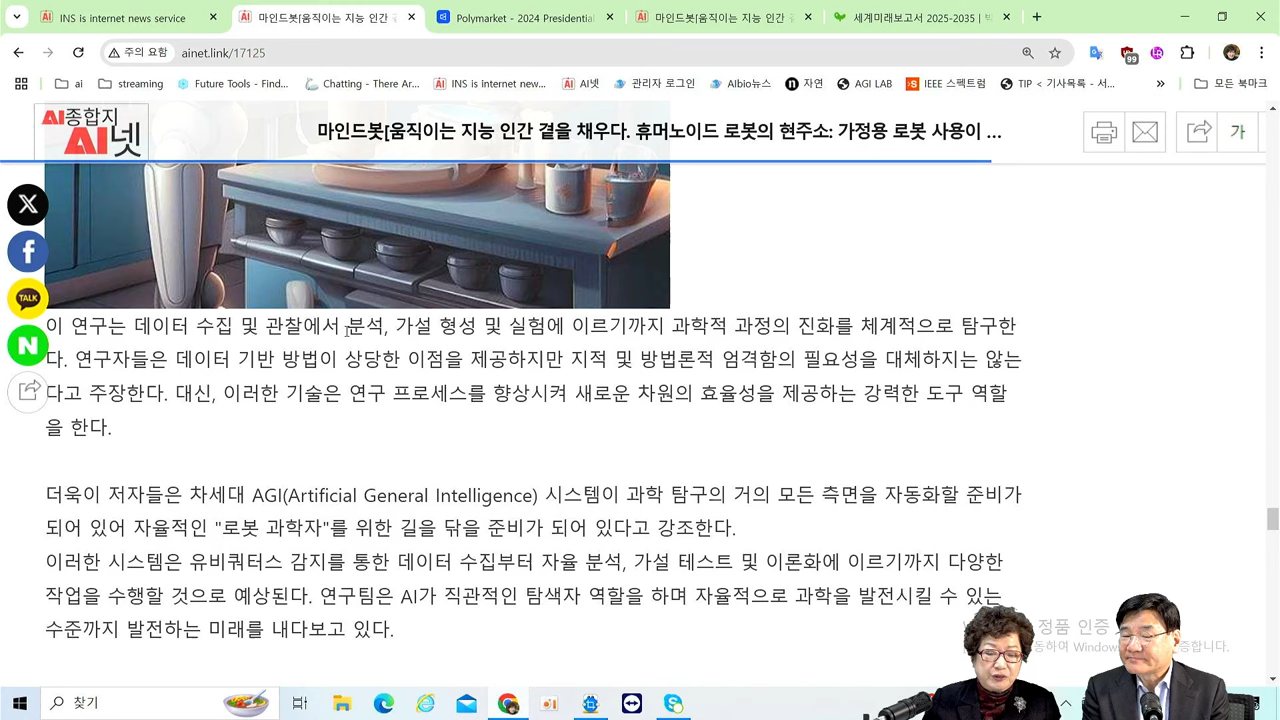 INS is internet news service
마인드봇[움직이는 지능 인간 곁
Polymarket - 2024 Presidential
마인드봇[움직이는 지능 인간 곁
세계미래보고서 2025-2035 |
주의 요함
ainet.link/17125
99
ai
streaming
Future Tools - Find...
Chatting - There Ar...
INS is internet new...
AI넷
관리자 로그인
AIbio뉴스
자연
AGI LAB
IEEE 스펙트럼
TIP < 기사목록 - 서...
»
모든 북마크
AI종합지
AI넷
마인드봇[움직이는 지능 인간 곁을 채우다. 휴머노이드 로봇의 현주소: 가정용 로봇 사용이 ...
가
TALK
N
이 연구는 데이터 수집 및 관찰에서 분석, 가설 형성 및 실험에 이르기까지 과학적 과정의 진화를 체계적으로 탐구한
다. 연구자들은 데이터 기반 방법이 상당한 이점을 제공하지만 지적 및 방법론적 엄격함의 필요성을 대체하지는 않는
다고 주장한다. 대신, 이러한 기술은 연구 프로세스를 향상시켜 새로운 차원의 효율성을 제공하는 강력한 도구 역할
을 한다.
더욱이 저자들은 차세대 AGI(Artificial General Intelligence) 시스템이 과학 탐구의 거의 모든 측면을 자동화할 준비가
되어 있어 자율적인 "로봇 과학자"를 위한 길을 닦을 준비가 되어 있다고 강조한다.
이러한 시스템은 유비쿼터스 감지를 통한 데이터 수집부터 자율 분석, 가설 테스트 및 이론화에 이르기까지 다양한
작업을 수행할 것으로 예상된다. 연구팀은 AI가 직관적인 탐색자 역할을 하며 자율적으로 과학을 발전시킬 수 있는
수준까지 발전하는 미래를 내다보고 있다.
정품 인증
Windows
찾기